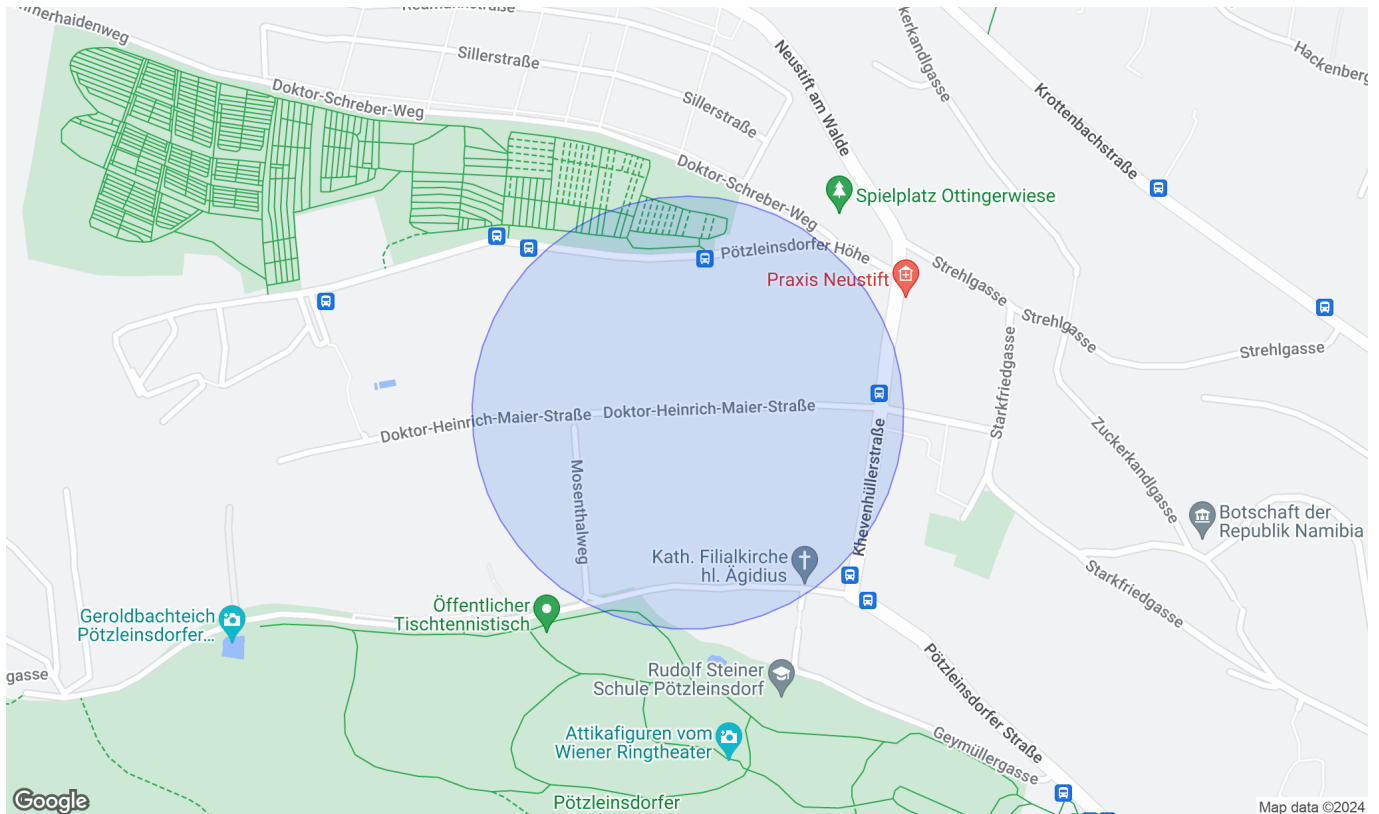 Doktor-Schreber-Weg
Sillerstraße
Sillerstraße
Neustift am Walde
Krottenbachstraße
Doktor-Schreber-Weg
Spielplatz Ottingerwiese
Pötzleinsdorfer Höhe
Praxis Neustift
Strehlgasse
Strehlgasse
Strehlgasse
Starkfriedgasse
Doktor-Heinrich-Maier-Straße
Doktor-Heinrich-Maier-Straße
Zuckerkandlgasse
Khevenhüllerstraße
Mosenthalweg
Botschaft der
Republik Namibia
Kath. Filialkirche
hl. Ägidius
Starkfriedgasse
Öffentlicher
Tischtennistisch
Geroldbachteich
Pötzleinsdorfer...
gasse
Rudolf Steiner
Schule Pötzleinsdorf
Pötzleinsdorfer Straße
Attikafiguren vom
Wiener Ringtheater
Geymüllergasse
Pötzleinsdorfer
Google
Map data ©2024